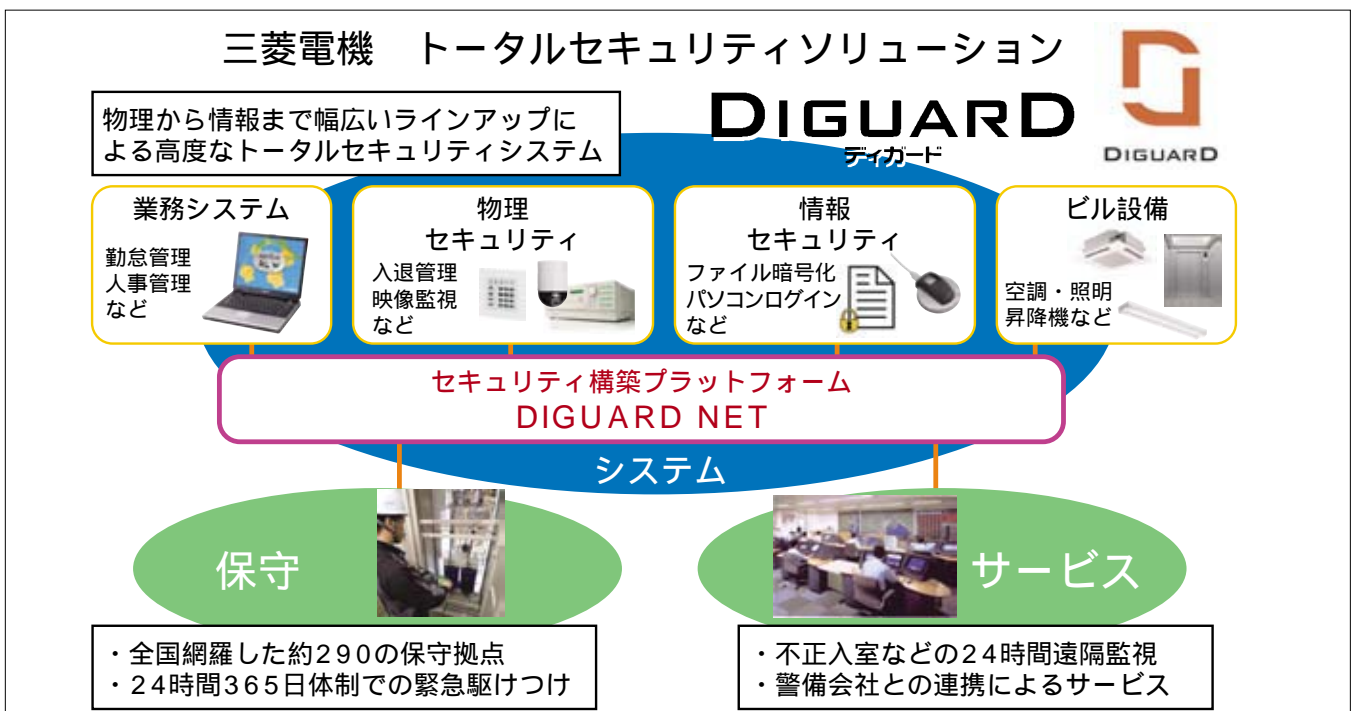 三菱電機　トータルセキュリティソリューション
物理から情報まで幅広いラインアップに
よる高度なトータルセキュリティシステム
DIGUARD
ディガード
DIGUARD
業務システム
勤怠管理
人事管理
など
物理
セキュリティ
入退管理
映像監視
など
情報
セキュリティ
ファイル暗号化
パソコンログイン
など
ビル設備
空調・照明
昇降機など
セキュリティ構築プラットフォーム
DIGUARD NET
システム
保守
・全国網羅した約290の保守拠点
・24時間365日体制での緊急駆けつけ
サービス
・不正入室などの24時間遠隔監視
・警備会社との連携によるサービス